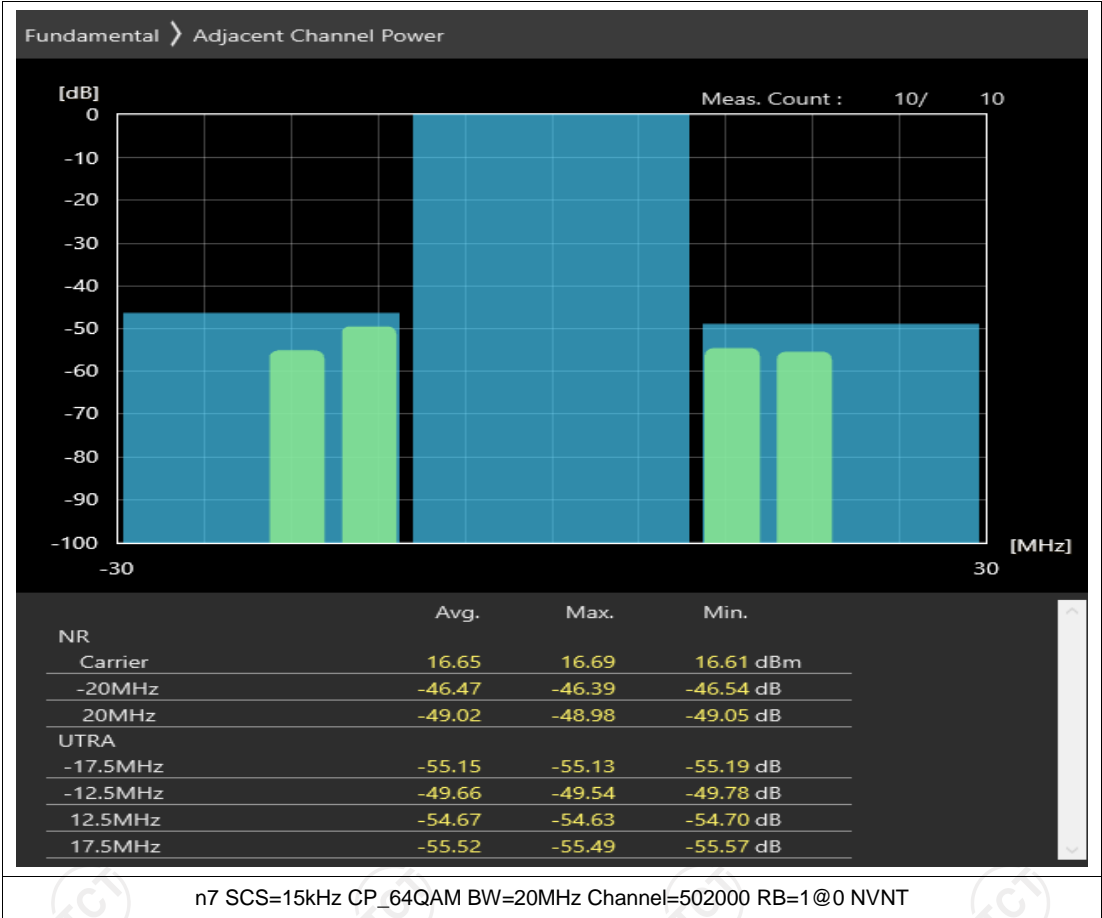 Fundamental 〉 Adjacent Channel Power
[dB]
Meas. Count : 10/ 10
0
-10
-20
-30
-40
-50
-60
-70
-80
-90
-100
[MHz]
-30 30
Avg. Max. Min.
NR
Carrier 16.65 16.69 16.61 dBm
-20MHz -46.47 -46.39 -46.54 dB
20MHz -49.02 -48.98 -49.05 dB
UTRA
-17.5MHz -55.15 -55.13 -55.19 dB
-12.5MHz -49.66 -49.54 -49.78 dB
12.5MHz -54.67 -54.63 -54.70 dB
17.5MHz -55.52 -55.49 -55.57 dB
n7 SCS=15kHz CP_64QAM BW=20MHz Channel=502000 RB=1@0 NVNT
TCT TCT TCT